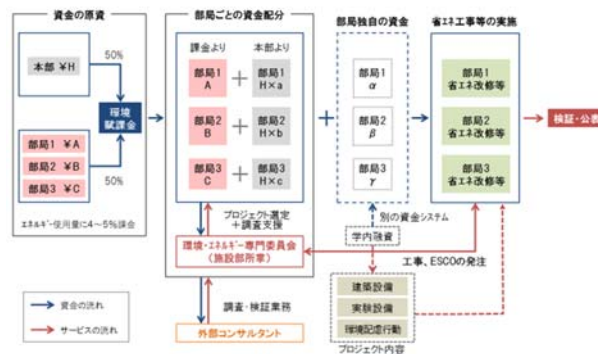 資金の原資
本部 ¥H
50%
環境
賦課金
部局1 ¥A
部局2 ¥B
部局3 ¥C
50%
エネルギー使用量に4～5%課金
部局ごとの資金配分
課金より
本部より
部局1
A
+
部局1
H×a
部局2
B
+
部局2
H×b
部局3
C
+
部局3
H×c
プロジェクト選定
+調査支援
環境・エネルギー専門委員会
(施設部所掌)
調査・検証業務
外部コンサルタント
+
部局独自の資金
部局1
α
部局2
β
部局3
γ
別の資金システム
学内融資
省エネ工事等の実施
部局1
省エネ改修等
部局2
省エネ改修等
部局3
省エネ改修等
検証・公表
工事、ESCOの発注
建築設備
実験設備
環境配慮行動
プロジェクト内容
資金の流れ
サービスの流れ